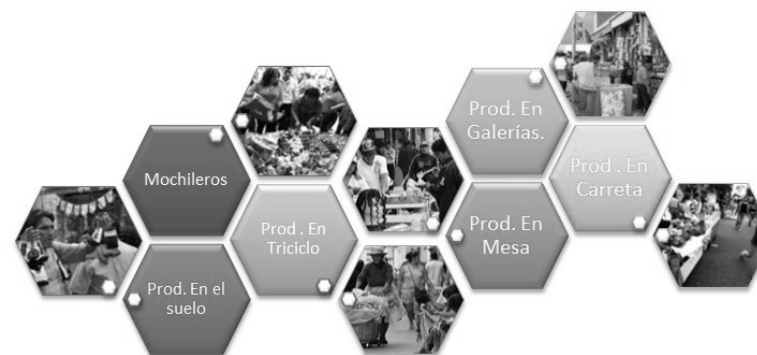 Mochileros
Prod. En el
suelo
Prod . En
Triciclo
Prod. En
Galerías.
Prod. En
Mesa
Prod . En
Carreta